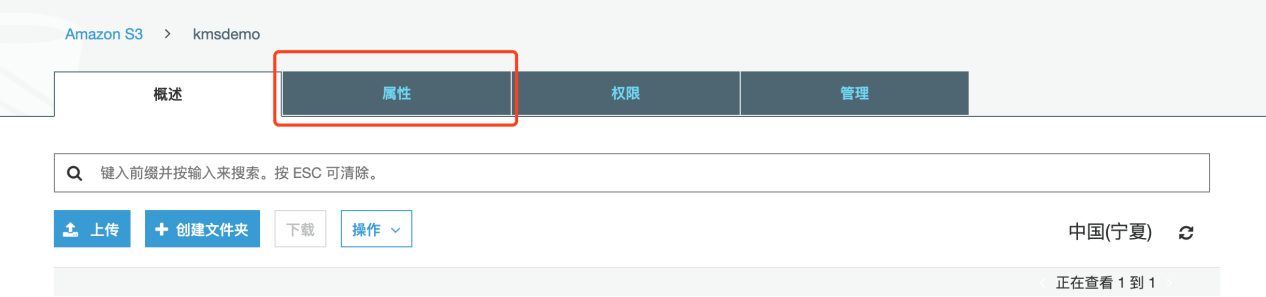 Amazon S3 > kmsdemo
概述 属性 权限 管理
键入前缀并按输入来搜索。按 ESC 可清除。
上传 创建文件夹 下载 操作 中国(宁夏)
正在查看 1 到 1